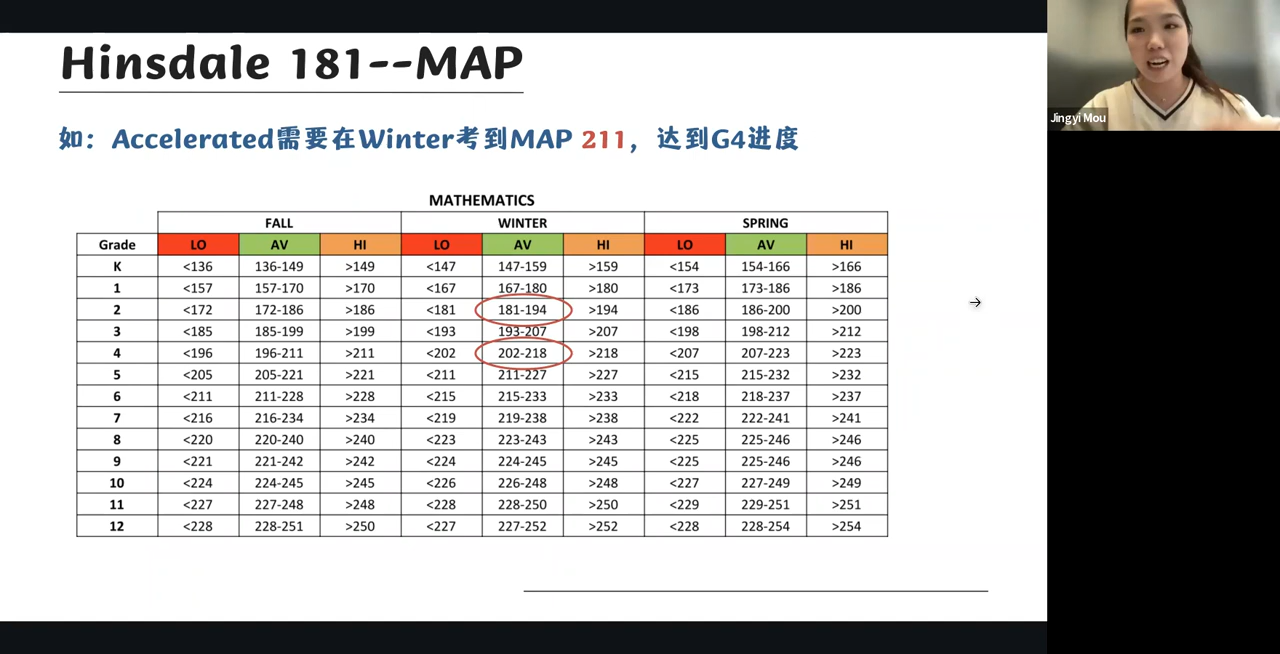 Hinsdale 181--MAP
Jingyi Mou
如：Accelerated需要在Winter考到MAP 211，达到G4进度
MATHEMATICS
FALL WINTER SPRING
Grade LO AV HI LO AV HI LO AV HI
K <136 136-149 >149 <147 147-159 >159 <154 154-166 >166
1 <157 157-170 >170 <167 167-180 >180 <173 173-186 >186
2 <172 172-186 >186 <181 181-194 >194 <186 186-200 >200
3 <185 185-199 >199 <193 193-207 >207 <198 198-212 >212
4 <196 196-211 >211 <202 202-218 >218 <207 207-223 >223
5 <205 205-221 >221 <211 211-227 >227 <215 215-232 >232
6 <211 211-228 >228 <215 215-233 >233 <218 218-237 >237
7 <216 216-234 >234 <219 219-238 >238 <222 222-241 >241
8 <220 220-240 >240 <223 223-243 >243 <225 225-246 >246
9 <221 221-242 >242 <224 224-245 >245 <225 225-246 >246
10 <224 224-245 >245 <226 226-248 >248 <227 227-249 >249
11 <227 227-248 >248 <228 228-250 >250 <229 229-251 >251
12 <228 228-251 >250 <227 227-252 >252 <228 228-254 >254